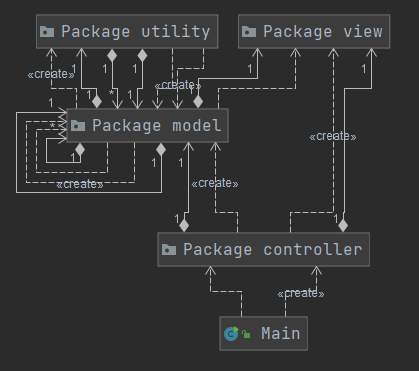 Package utility
Package view
1
1
1
1
«create»
«create»
1
*
1
1
1
*
Package model
1
1
«create»
1
«create»
1
1
Package controller
«create»
Main